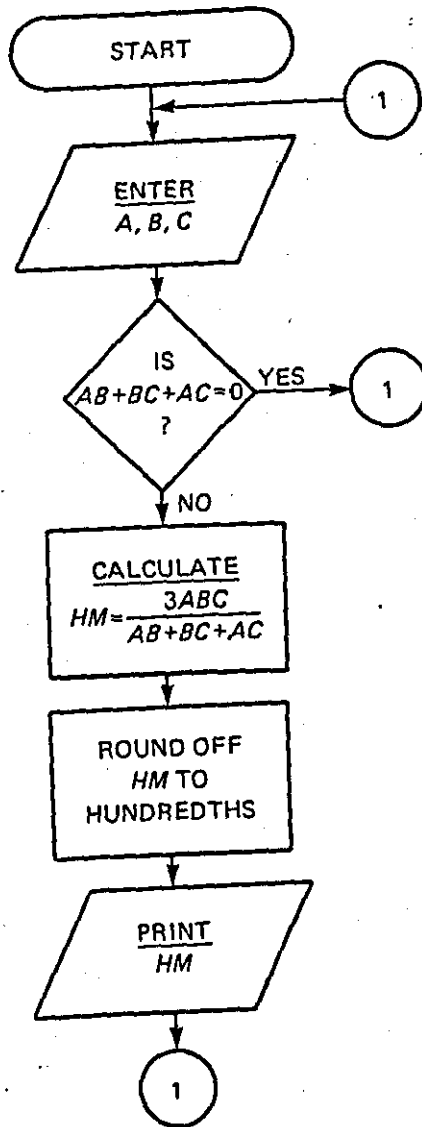 START
1
ENTER
A, B, C
IS
AB+BC+AC=0
?
YES
1
NO
CALCULATE
HM = 3ABC / AB+BC+AC
ROUND OFF
HM TO
HUNDREDTHS
PRINT
HM
1